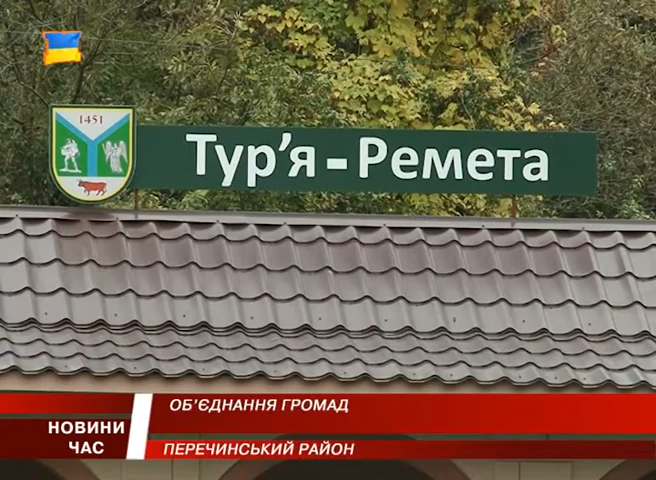 1451
Тур'я-Ремета
ОБ'ЄДНАННЯ ГРОМАД
НОВИНИ
ЧАС
ПЕРЕЧИНСЬКИЙ РАЙОН